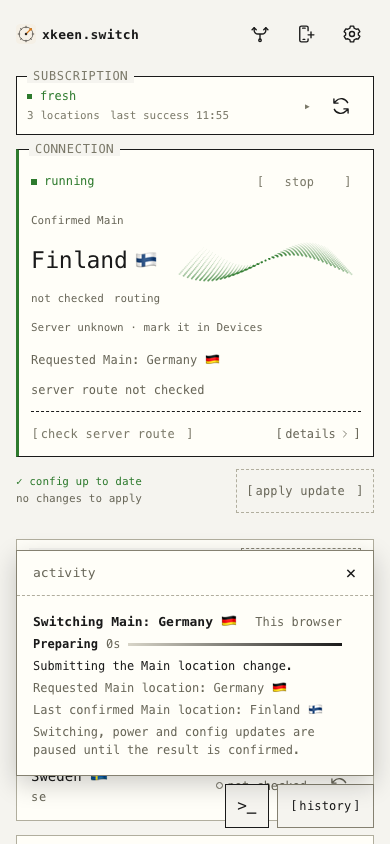 xkeen.switch
SUBSCRIPTION
fresh
3 locations last success 11:55
CONNECTION
running
[ stop ]
Confirmed Main
Finland
not checked routing
Server unknown · mark it in Devices
Requested Main: Germany
server route not checked
[check server route ]
[details > ]
✓ config up to date
no changes to apply
[apply update ]
activity
×
Switching Main: Germany This browser
Preparing 0s
Submitting the Main location change.
Requested Main location: Germany
Last confirmed Main location: Finland
Switching, power and config updates are
paused until the result is confirmed.
Sweden
se
>_
[history]